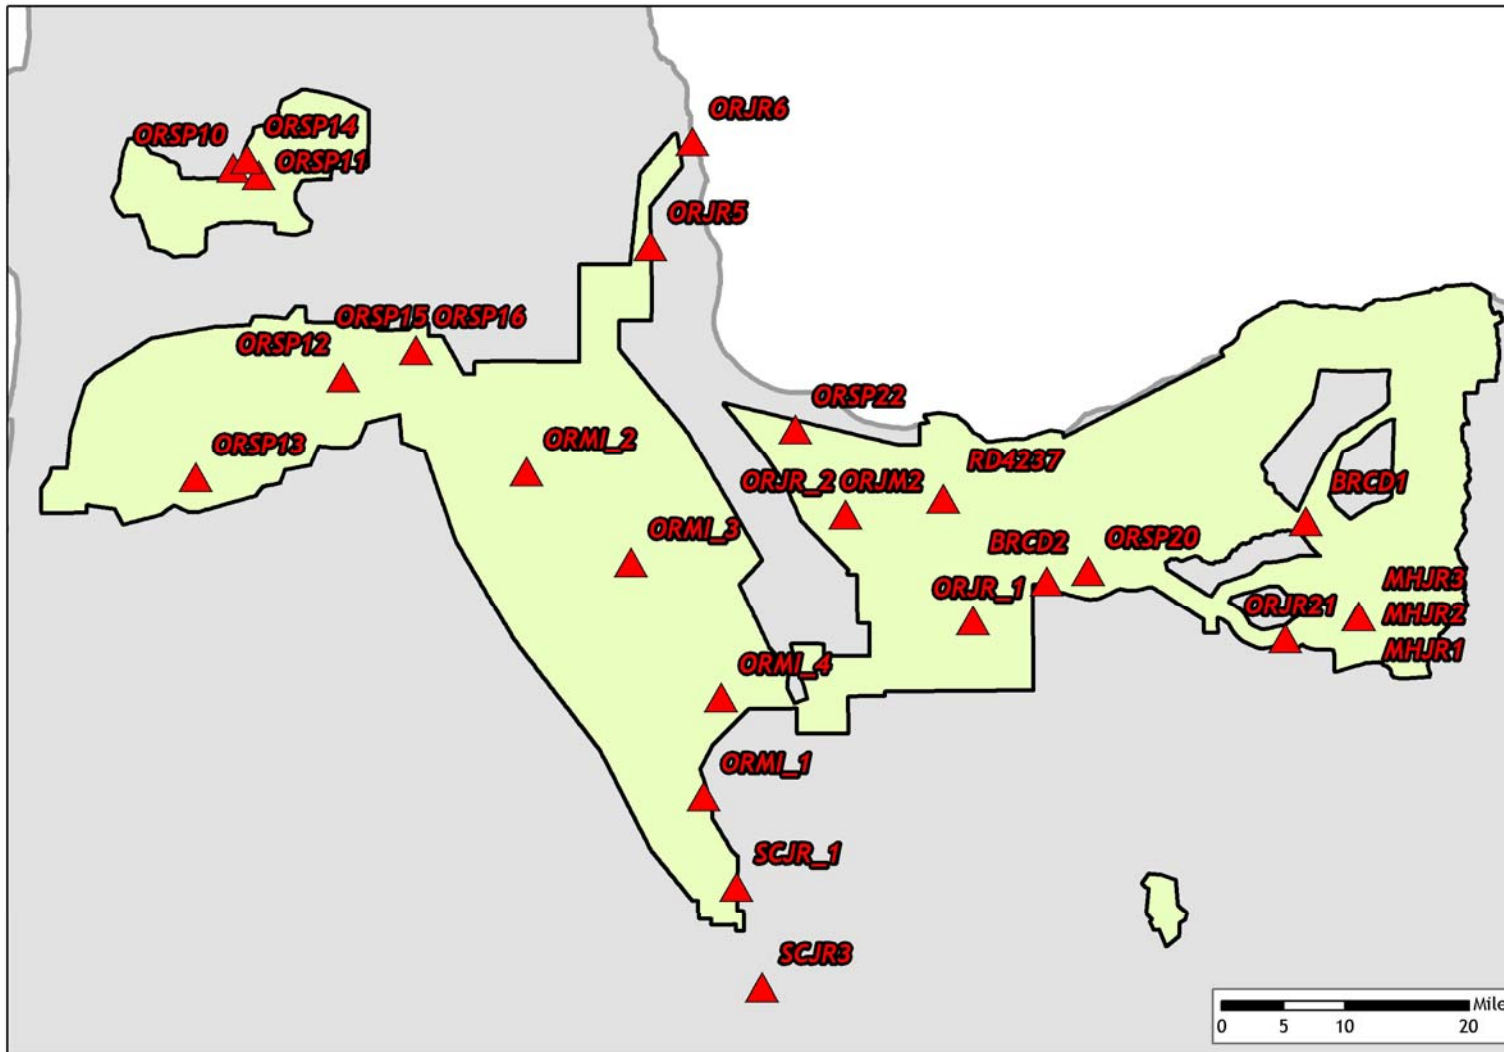 ORJR6
ORSP10
ORSP14
ORSP11
ORJR5
ORSP15 ORSP16
ORSP12
ORSP22
ORSP13
ORMI_2
RD4237
ORJR_2 ORJM2
BRCD1
ORMI_3
BRCD2
ORSP20
ORJR_1
MHJR3
ORJR21
MHJR2
MHJR1
ORMI_4
ORMI_1
SCJR_1
SCJR3
Mile
0 5 10 20